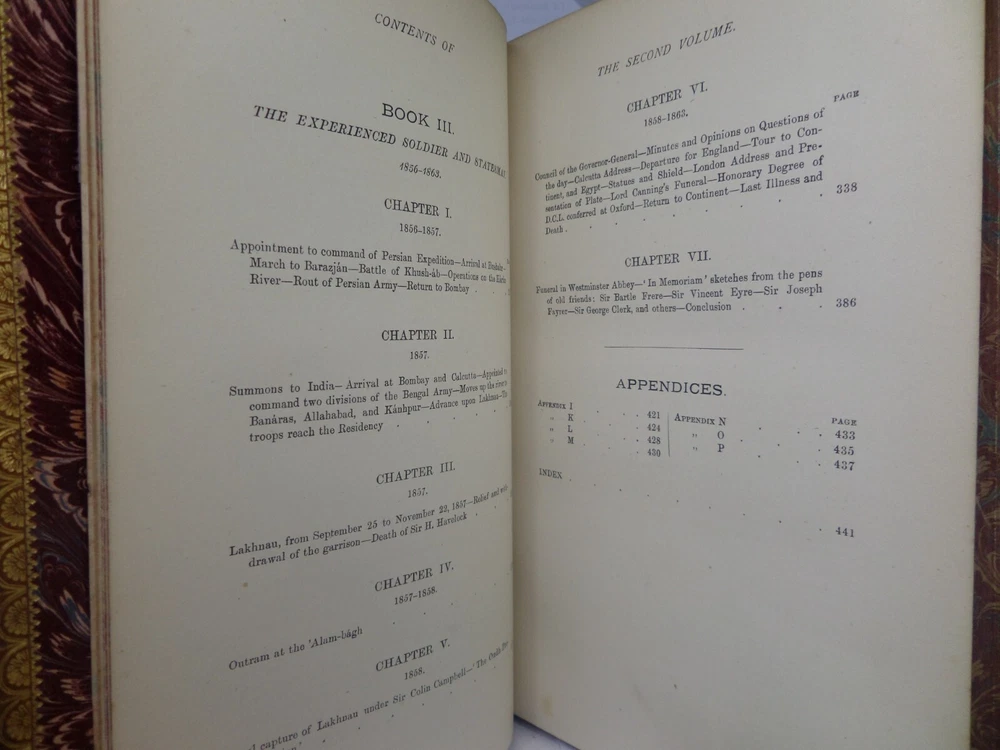 CONTENTS OF
BOOK III.
THE EXPERIENCED SOLDIER AND STATESMAN
1856-1863.
CHAPTER I.
1856-1857.
Appointment to command of Persian Expedition—Arrival at
March to Barazján—Battle of Khush-áb—Operations on the
River—Rout of Persian Army—Return to Bombay .
CHAPTER II.
1857.
Summons to India—Arrival at Bombay and Calcutta—Appointed to
command two divisions of the Bengal Army—Moves up the river to
Banáras, Allahabad, and Kánhpur—Advance upon Lakhnau—The
troops reach the Residency . . . . .
CHAPTER III.
1857.
Lakhnau, from September 25 to November 22, 1857—Relief and
drawal of the garrison—Death of Sir H. Havelock . .
CHAPTER IV.
1857-1858.
Outram at the 'Alam-bágh . . . .
CHAPTER V.
1858.
capture of Lakhnau under Sir Colin Campbell—'The
THE SECOND VOLUME.
CHAPTER VI.
1858-1863.
PAGE
Council of the Governor-General—Minutes and Opinions on Questions of
the day—Calcutta Address—Departure for England—Tour to Con-
tinent, and Egypt—Statues and Shield—London Address and Pre-
sentation of Plate—Lord Canning's Funeral—Honorary Degree of
D.C.L. conferred at Oxford—Return to Continent—Last Illness and
Death . . . . . . . . 338
CHAPTER VII.
Funeral in Westminster Abbey—'In Memoriam' sketches from the pens
of old friends: Sir Bartle Frere—Sir Vincent Eyre—Sir Joseph
Fayrer—Sir George Clerk, and others—Conclusion . . . 386
APPENDICES.
APPENDIX I . . 421
„ K . . 424
„ L . . 428
„ M . . 430
PAGE
APPENDIX N . . . 433
„ O . . . 435
„ P . . . 437
INDEX . . . . . . . 441